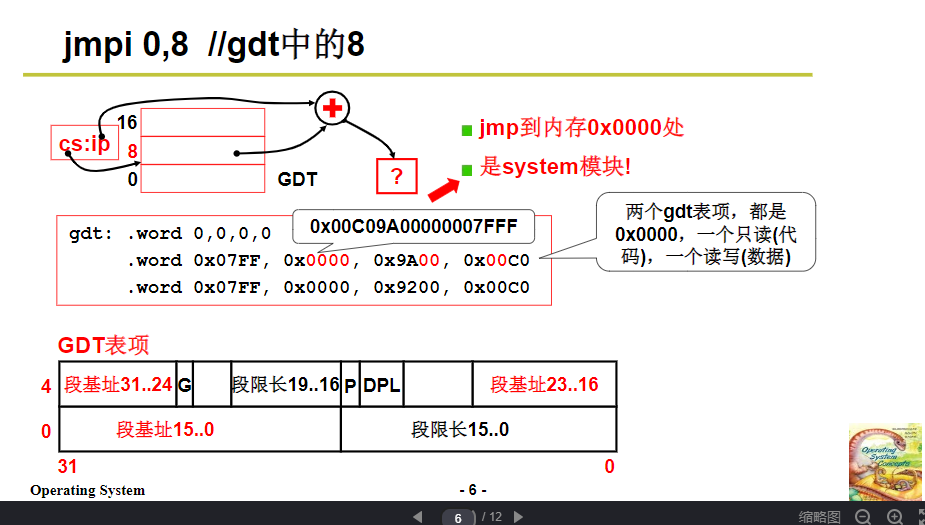 jmpi 0,8 //gdt中的8
cs:ip
16
8
0
GDT
?
jmp到内存0x0000处
是system模块!
0x00C09A00000007FFF
两个gdt表项，都是
0x0000，一个只读(代
码)，一个读写(数据)
gdt: .word 0,0,0,0
.word 0x07FF, 0x0000, 0x9A00, 0x00C0
.word 0x07FF, 0x0000, 0x9200, 0x00C0
GDT表项
4 段基址31..24 G 段限长19..16 P DPL 段基址23..16
0 段基址15..0 段限长15..0
31 0
Operating System - 6 -
Operating
System
Concepts
6 / 12 缩略图